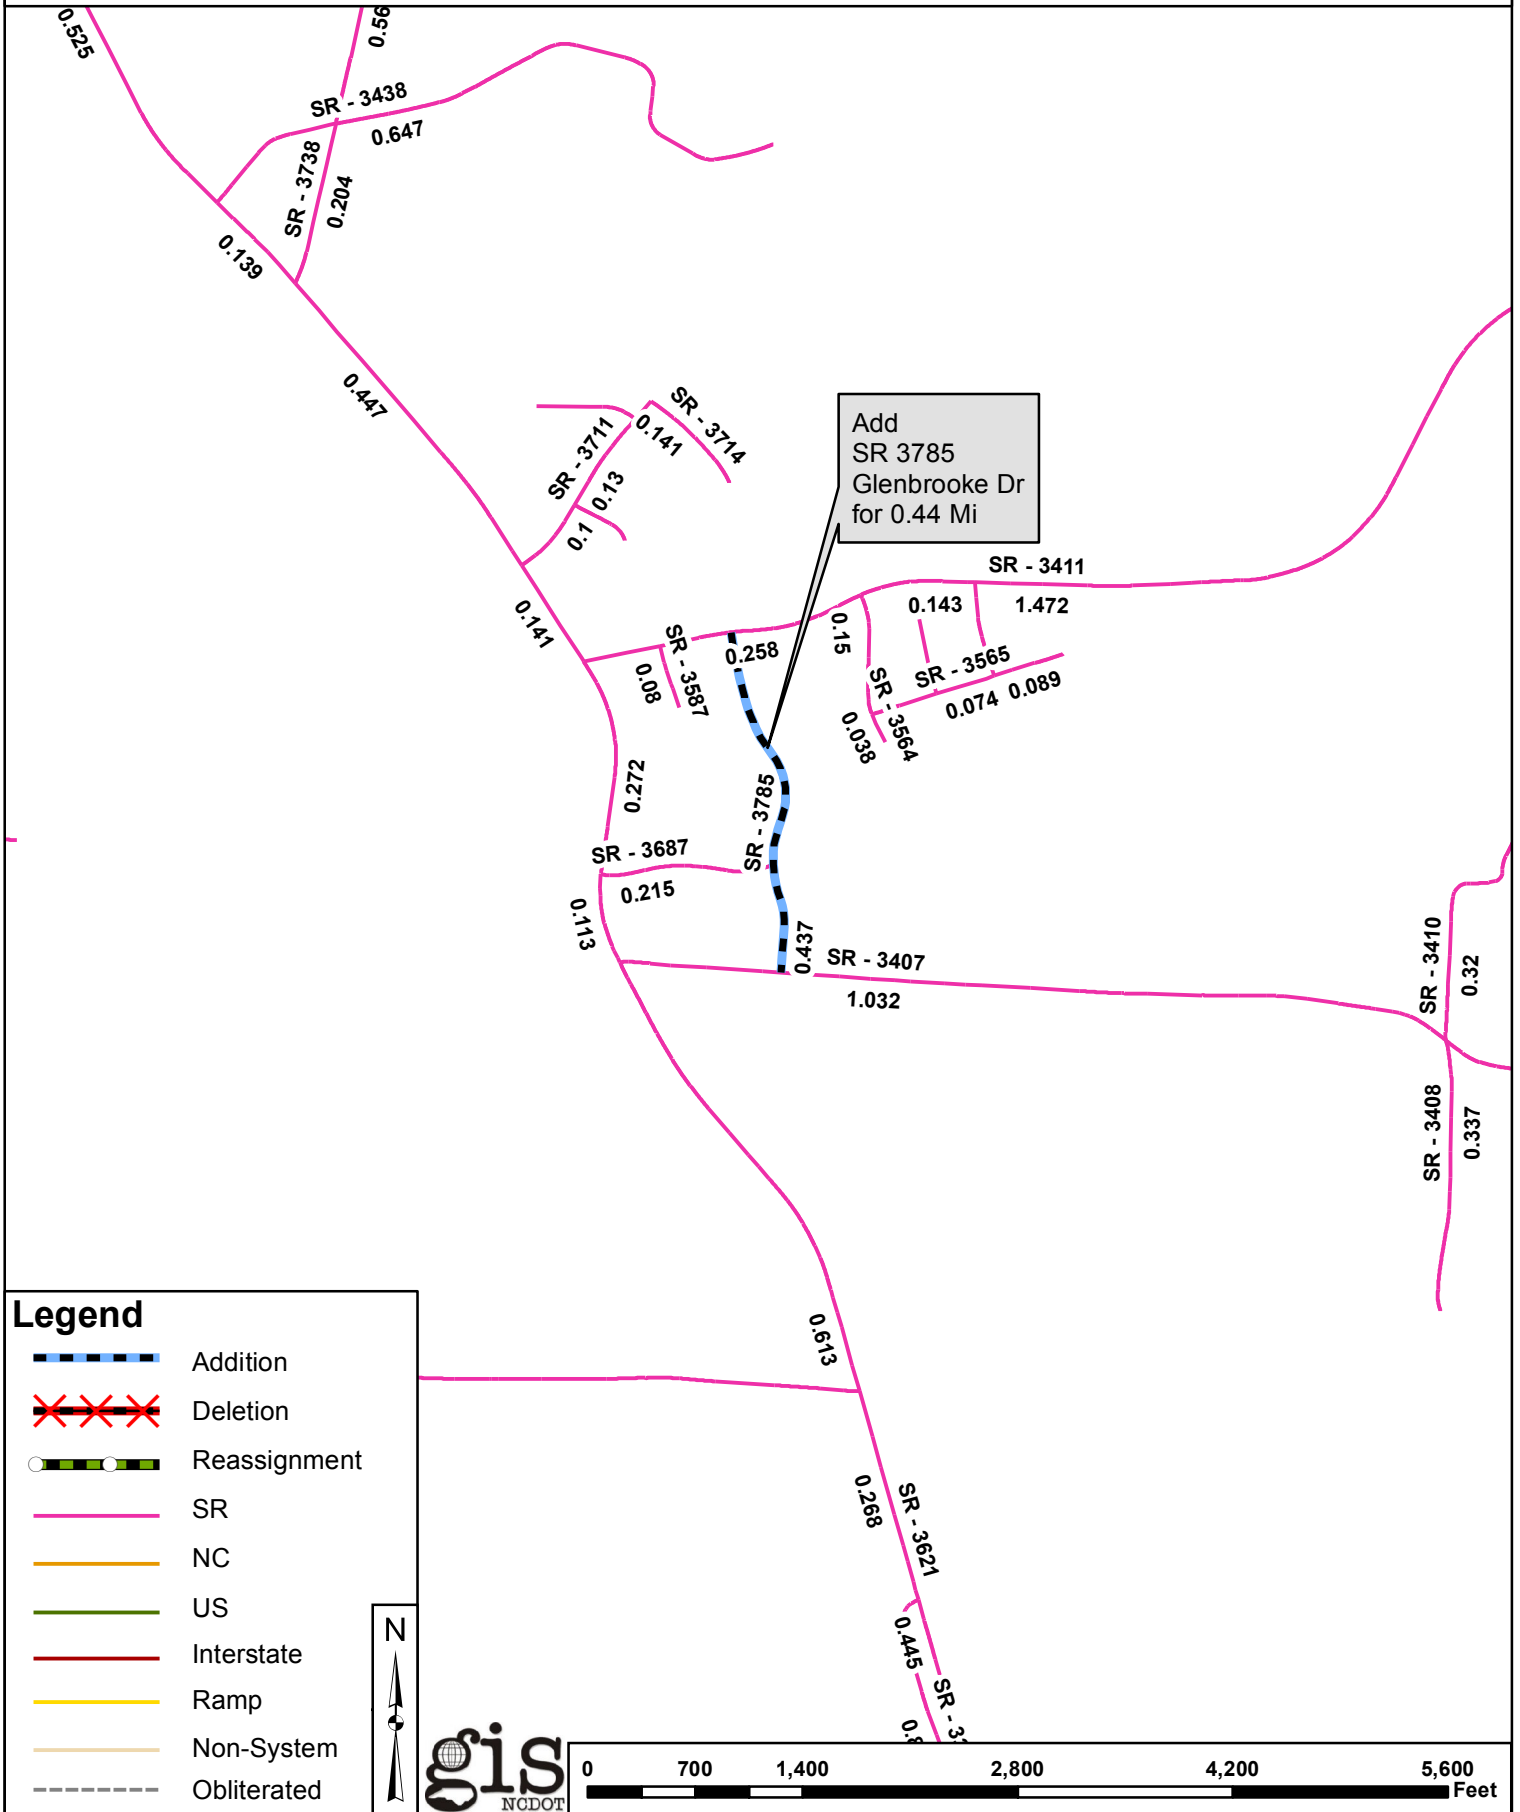 0.525
0.56
SR - 3438
0.647
SR - 3738
0.204
0.139
0.447
SR - 3714
0.141
SR - 3711
0.13
0.1
Add
SR 3785
Glenbrooke Dr
for 0.44 Mi
SR - 3411
0.143
1.472
0.141
0.15
SR - 3587
0.258
0.08
SR - 3565
0.074
0.089
SR - 3564
0.038
0.272
SR - 3785
SR - 3687
0.215
0.113
0.437
SR - 3407
1.032
SR - 3410
0.32
SR - 3408
0.337
0.613
0.268
SR - 3621
0.445
SR - 3
0.8
Legend
Addition
Deletion
Reassignment
SR
NC
US
Interstate
Ramp
Non-System
Obliterated
N
gis
NCDOT
0 700 1,400 2,800 4,200 5,600
Feet